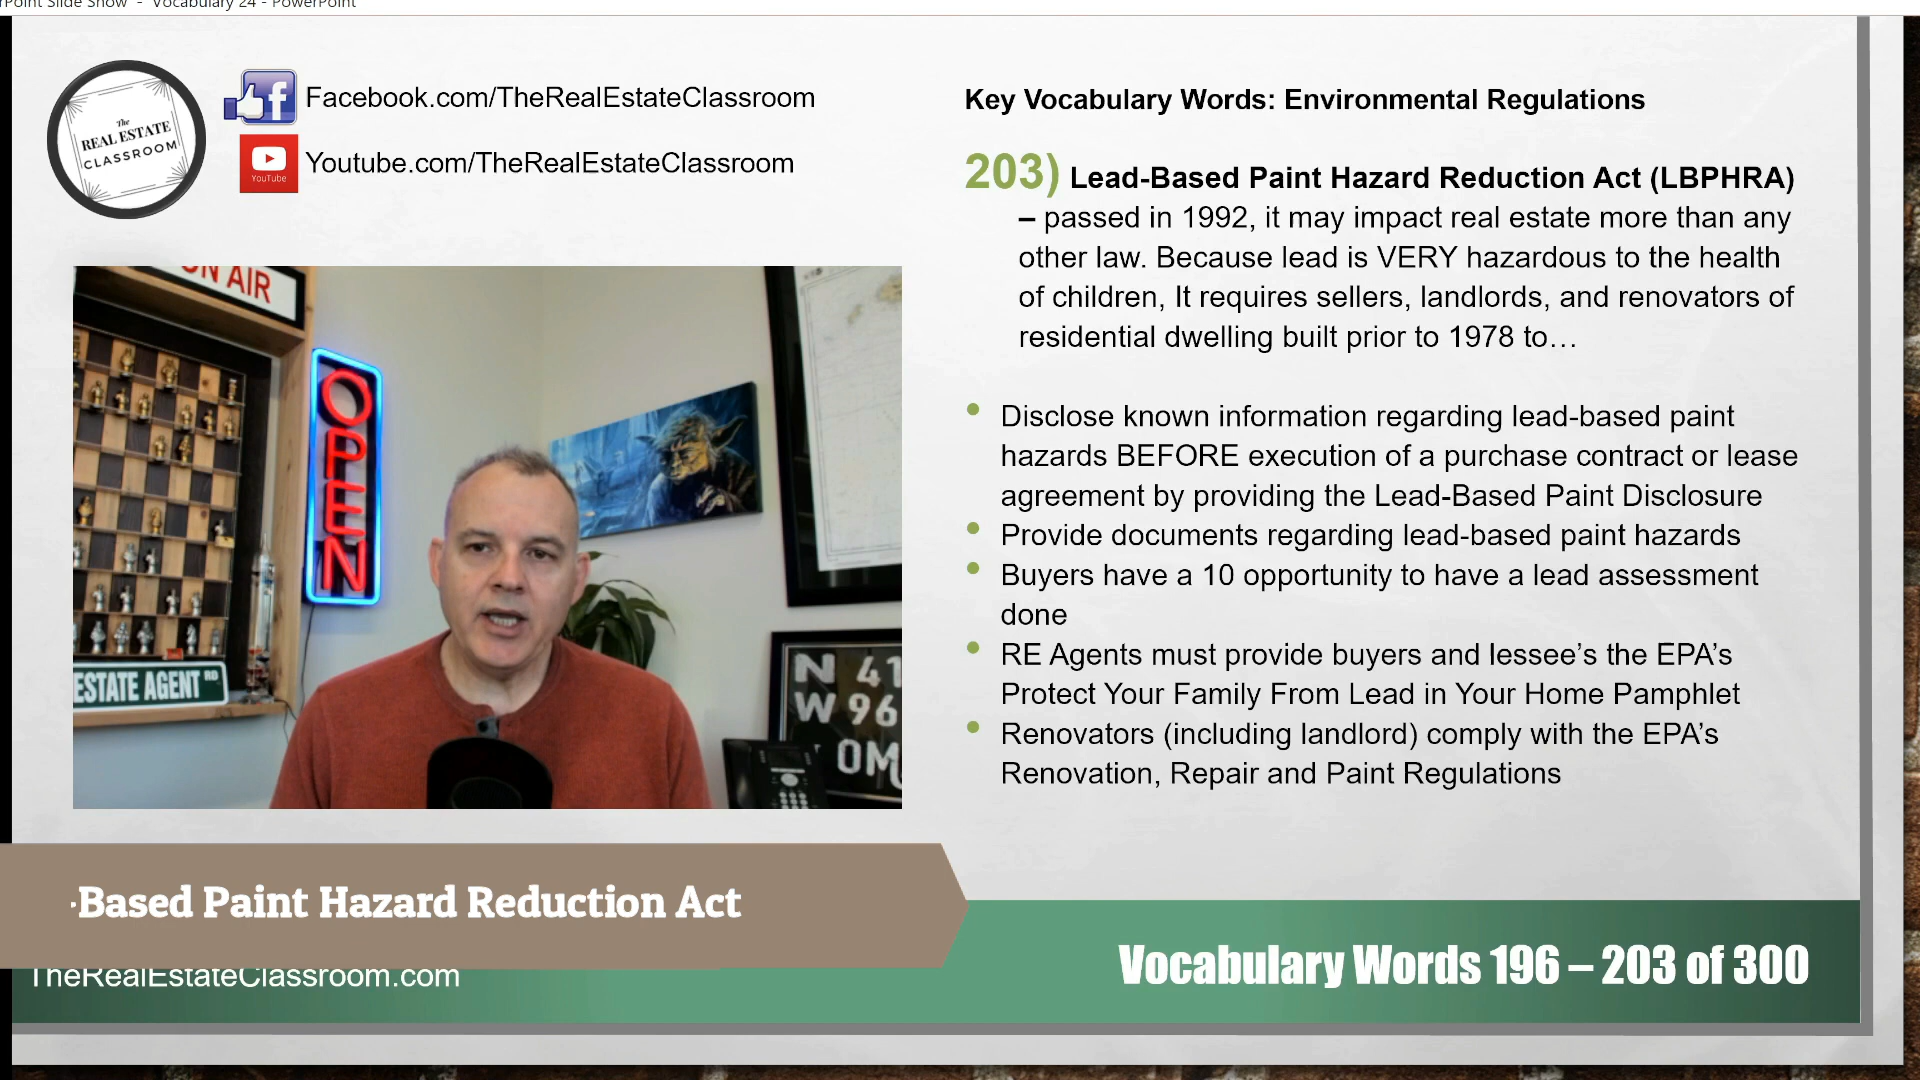 Point Slide Show - Vocabulary 24 - PowerPoint
The
REAL ESTATE
CLASSROOM
Facebook.com/TheRealEstateClassroom
YouTube
Youtube.com/TheRealEstateClassroom
ON AIR
OPEN
ESTATE AGENT RD
N 41
W 96
OM
Key Vocabulary Words: Environmental Regulations
203) Lead-Based Paint Hazard Reduction Act (LBPHRA)
– passed in 1992, it may impact real estate more than any
other law. Because lead is VERY hazardous to the health
of children, It requires sellers, landlords, and renovators of
residential dwelling built prior to 1978 to…
• Disclose known information regarding lead-based paint
hazards BEFORE execution of a purchase contract or lease
agreement by providing the Lead-Based Paint Disclosure
• Provide documents regarding lead-based paint hazards
• Buyers have a 10 opportunity to have a lead assessment
done
• RE Agents must provide buyers and lessee’s the EPA’s
Protect Your Family From Lead in Your Home Pamphlet
• Renovators (including landlord) comply with the EPA’s
Renovation, Repair and Paint Regulations
-Based Paint Hazard Reduction Act
TheRealEstateClassroom.com
Vocabulary Words 196 – 203 of 300